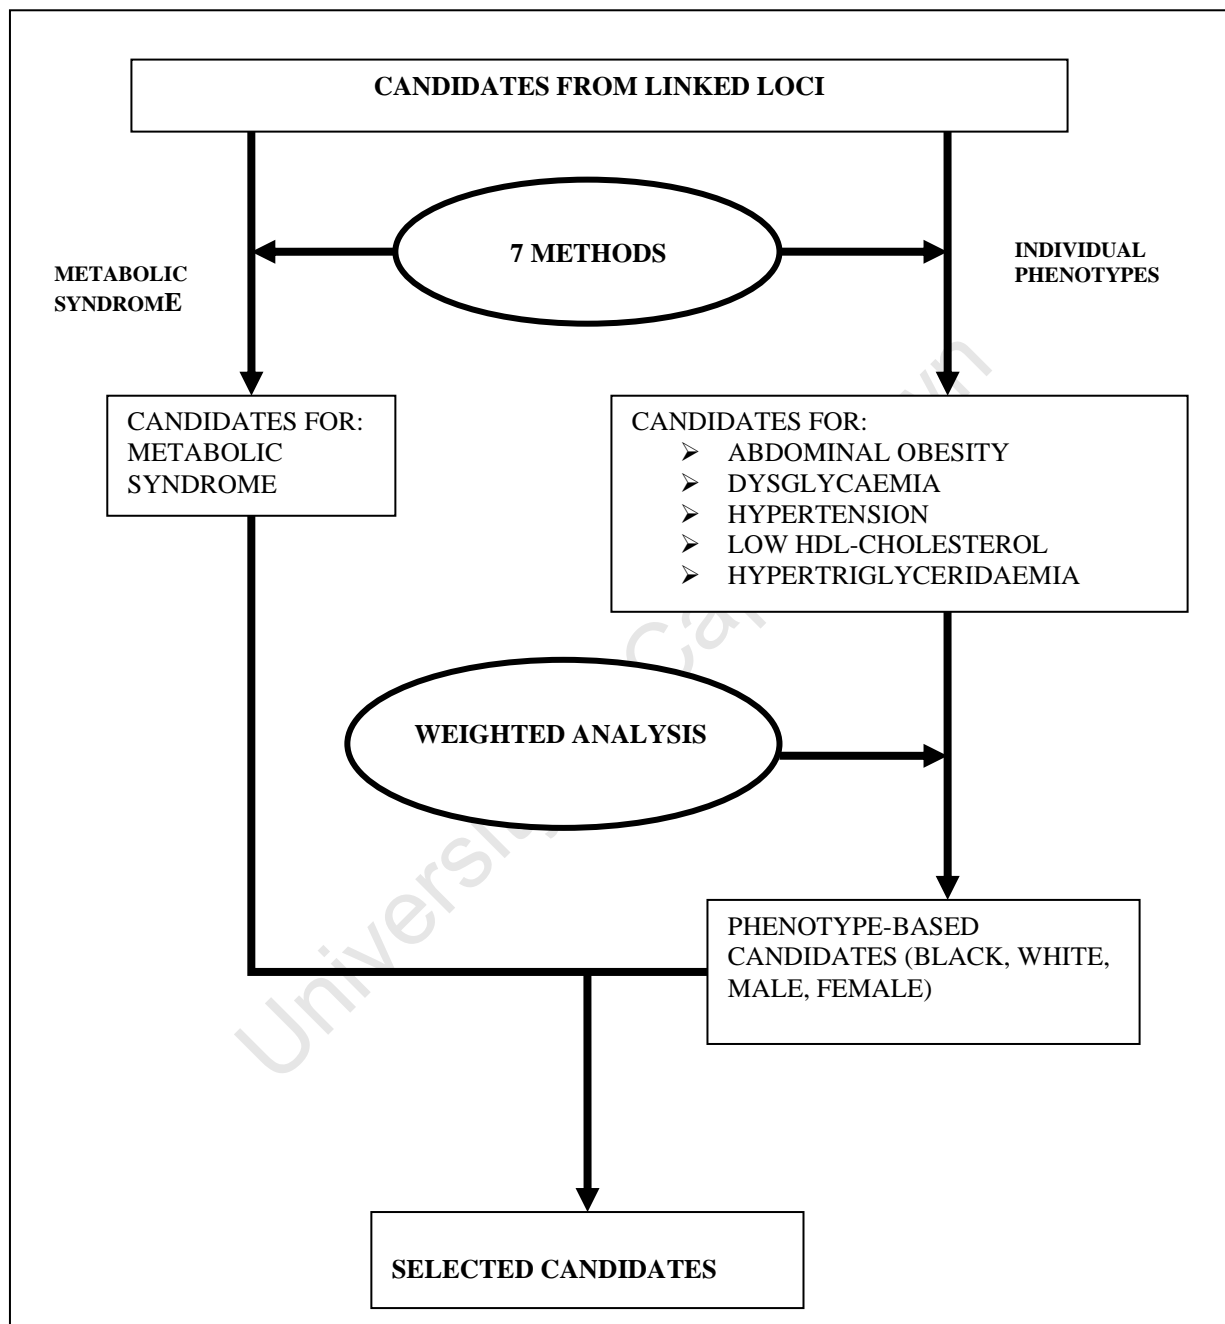 CANDIDATES FROM LINKED LOCI
7 METHODS
METABOLIC
SYNDROME
INDIVIDUAL
PHENOTYPES
CANDIDATES FOR:
METABOLIC
SYNDROME
CANDIDATES FOR:
➢ ABDOMINAL OBESITY
➢ DYSGLYCAEMIA
➢ HYPERTENSION
➢ LOW HDL-CHOLESTEROL
➢ HYPERTRIGLYCERIDAEMIA
WEIGHTED ANALYSIS
PHENOTYPE-BASED
CANDIDATES (BLACK, WHITE,
MALE, FEMALE)
SELECTED CANDIDATES